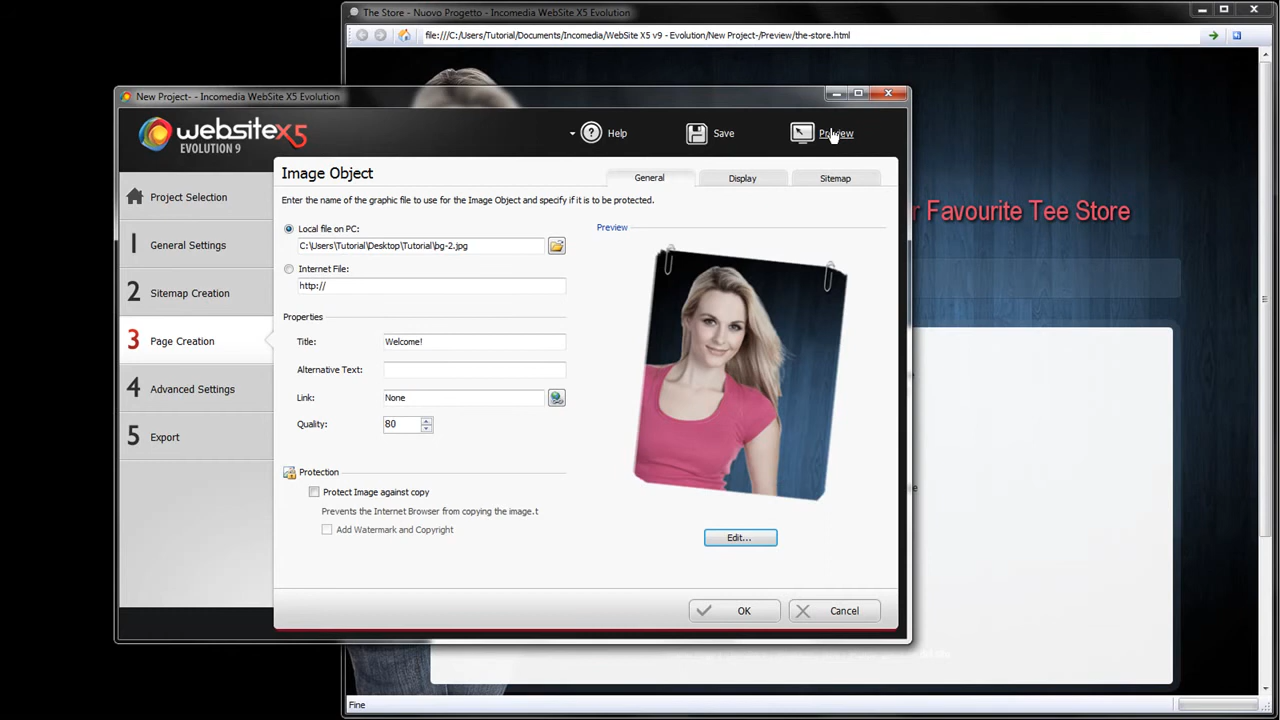 The Store - Nuovo Progetto - Incomedia WebSite X5 Evolution
file:///C:/Users/Tutorial/Documents/Incomedia/WebSite X5 v9 - Evolution/New Project-/Preview/the-store.html
New Project- - Incomedia WebSite X5 Evolution
websitex5
EVOLUTION 9
Help
Save
Preview
Favourite Tee Store
Project Selection
1 General Settings
2 Sitemap Creation
3 Page Creation
4 Advanced Settings
5 Export
Image Object
General
Display
Sitemap
Enter the name of the graphic file to use for the Image Object and specify if it is to be protected.
Local file on PC:
C:\Users\Tutorial\Desktop\Tutorial\bg-2.jpg
Internet File:
http://
Properties
Title: Welcome!
Alternative Text:
Link: None
Quality: 80
Protection
Protect Image against copy
Prevents the Internet Browser from copying the image.t
Add Watermark and Copyright
Preview
Edit...
OK
Cancel
Fine